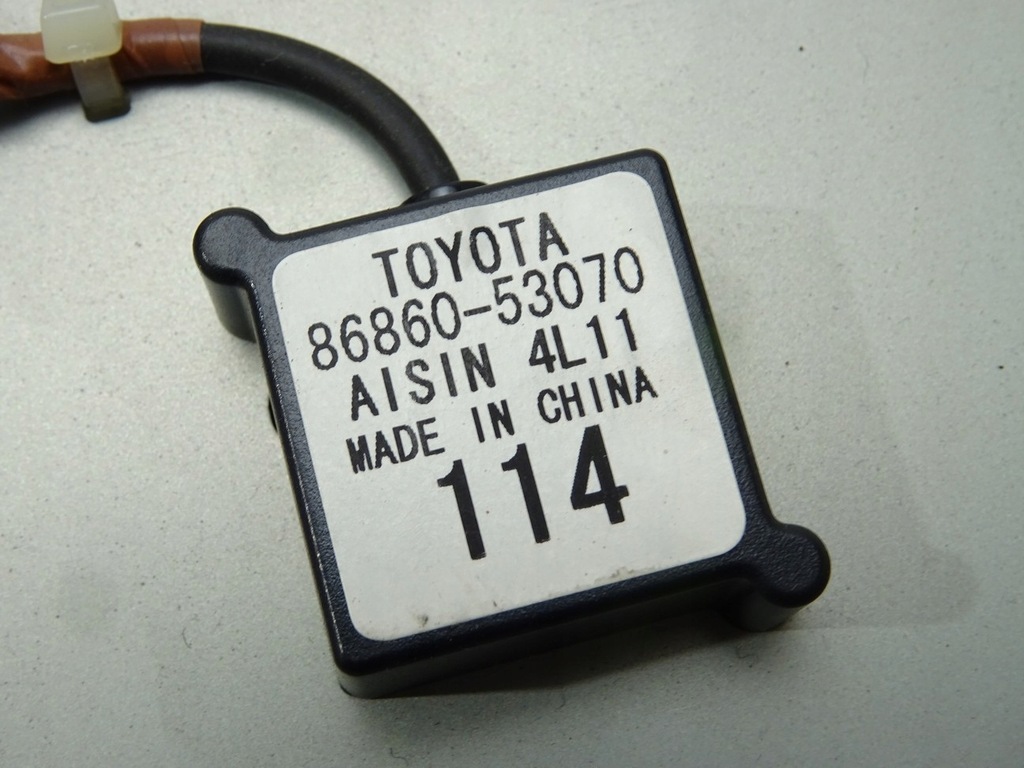 TOYOTA
86860-53070
AISIN 4L11
MADE IN CHINA
114